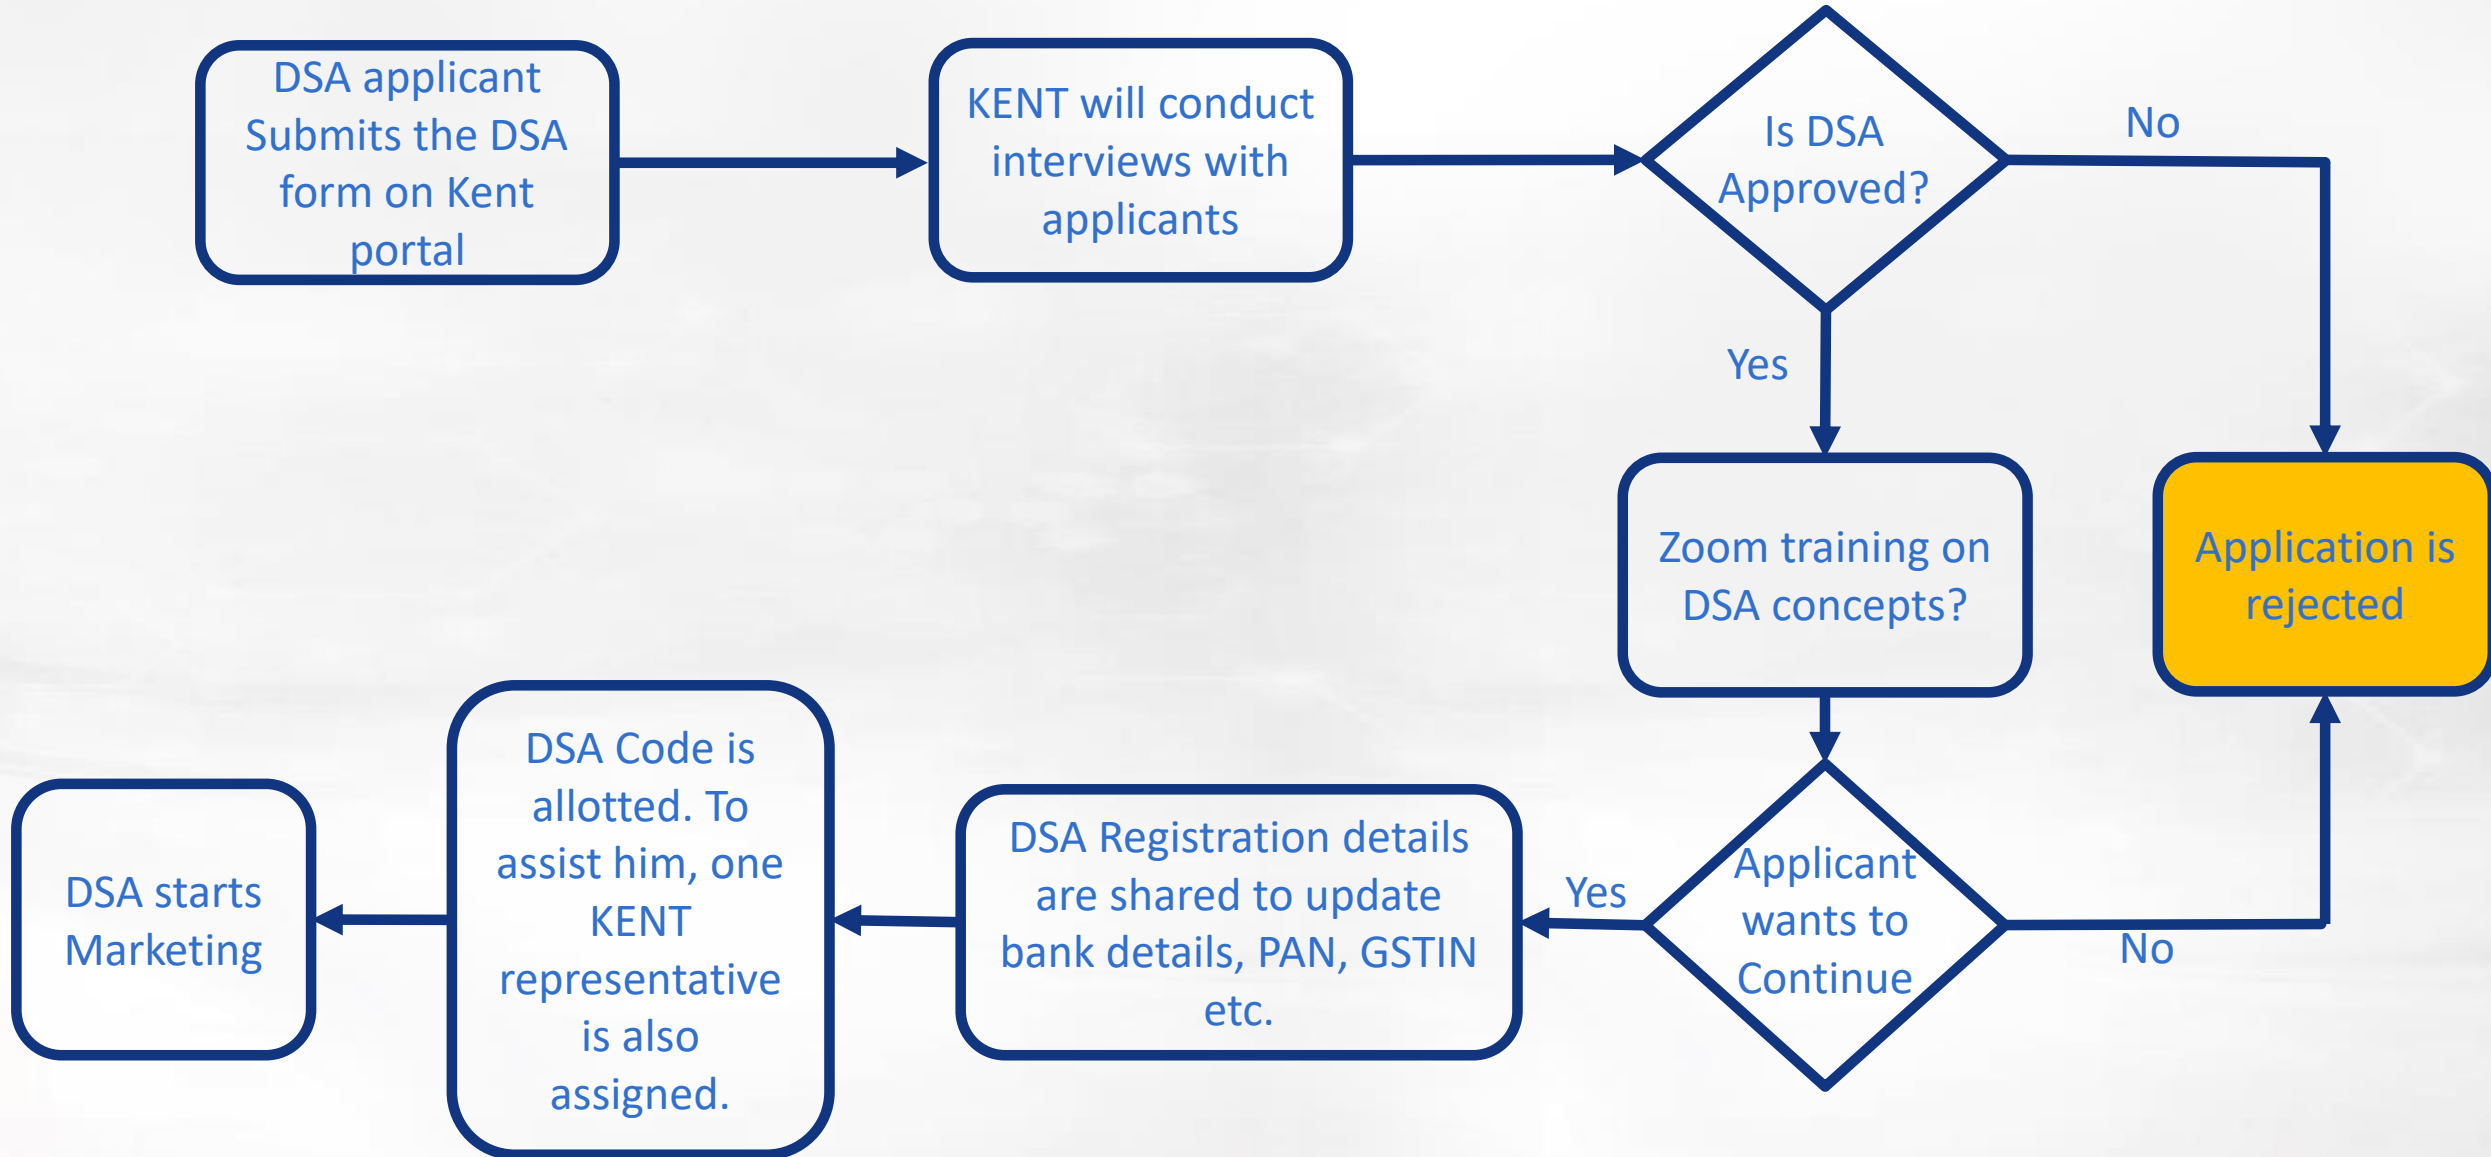 DSA applicant
Submits the DSA
form on Kent
portal
KENT will conduct
interviews with
applicants
Is DSA
Approved?
No
Yes
Zoom training on
DSA concepts?
Application is
rejected
Applicant
wants to
Continue
No
Yes
DSA Registration details
are shared to update
bank details, PAN, GSTIN
etc.
DSA Code is
allotted. To
assist him, one
KENT
representative
is also
assigned.
DSA starts
Marketing